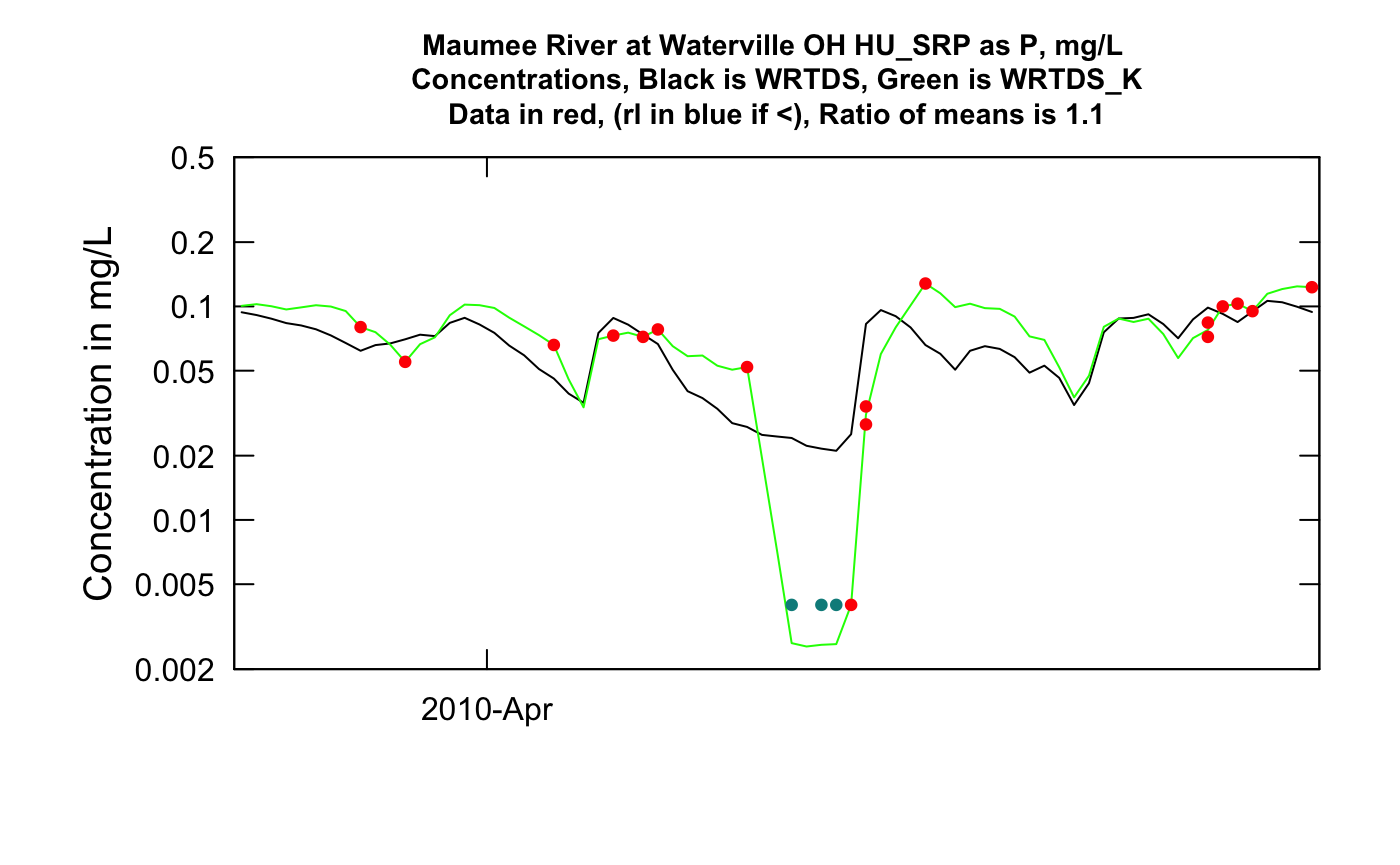 Maumee River at Waterville OH HU_SRP as P, mg/L
Concentrations, Black is WRTDS, Green is WRTDS_K
Data in red, (rl in blue if <), Ratio of means is 1.1
Concentration in mg/L
0.5
0.2
0.1
0.05
0.02
0.01
0.005
0.002
2010-Apr